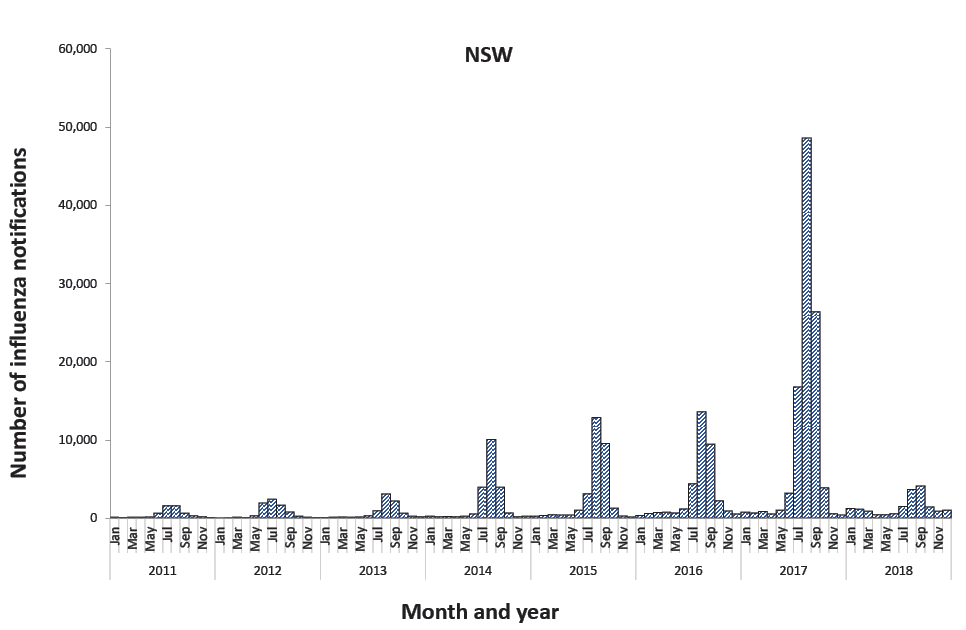 NSW
Number of influenza notifications
60,000
50,000
40,000
30,000
20,000
10,000
0
Jan Mar May Jul Sep Nov Jan Mar May Jul Sep Nov Jan Mar May Jul Sep Nov Jan Mar May Jul Sep Nov Jan Mar May Jul Sep Nov Jan Mar May Jul Sep Nov Jan Mar May Jul Sep Nov Jan Mar May Jul Sep Nov
2011 2012 2013 2014 2015 2016 2017 2018
Month and year